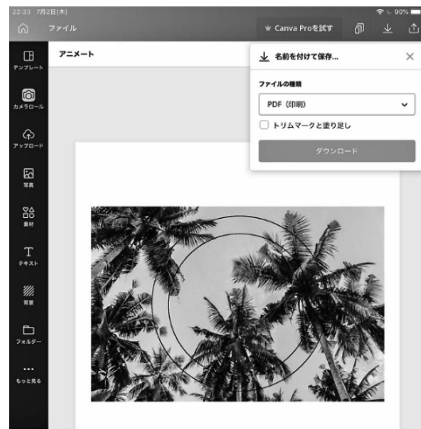 22:33 7月2日(木)
90%
ファイル
Canva Proを試す
アニメート
名前を付けて保存...
ファイルの種類
PDF (印刷)
トリムマークと塗り足し
ダウンロード
テンプレート
カメラロール
アップロード
写真
素材
テキスト
背景
フォルダー
もっと見る